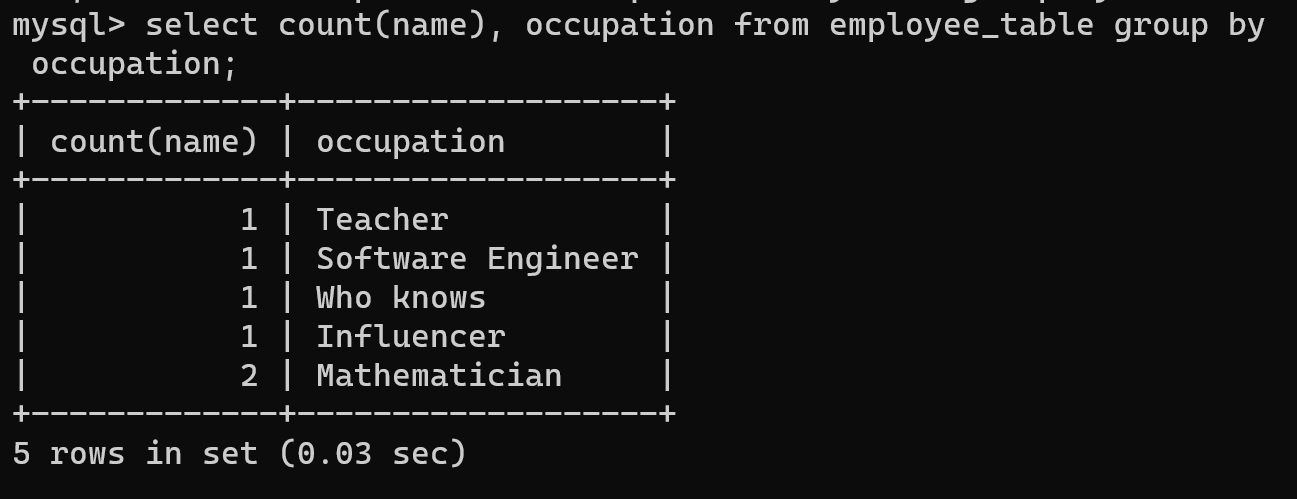 mysql> select count(name), occupation from employee_table group by
 occupation;
+-------------+-------------------+
| count(name) | occupation        |
+-------------+-------------------+
|           1 | Teacher           |
|           1 | Software Engineer |
|           1 | Who knows         |
|           1 | Influencer        |
|           2 | Mathematician     |
+-------------+-------------------+
5 rows in set (0.03 sec)